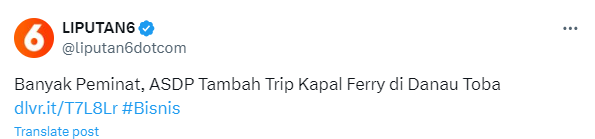 LIPUTAN6
@liputan6dotcom
Banyak Peminat, ASDP Tambah Trip Kapal Ferry di Danau Toba
dlvr.it/T7L8Lr #Bisnis
Translate post